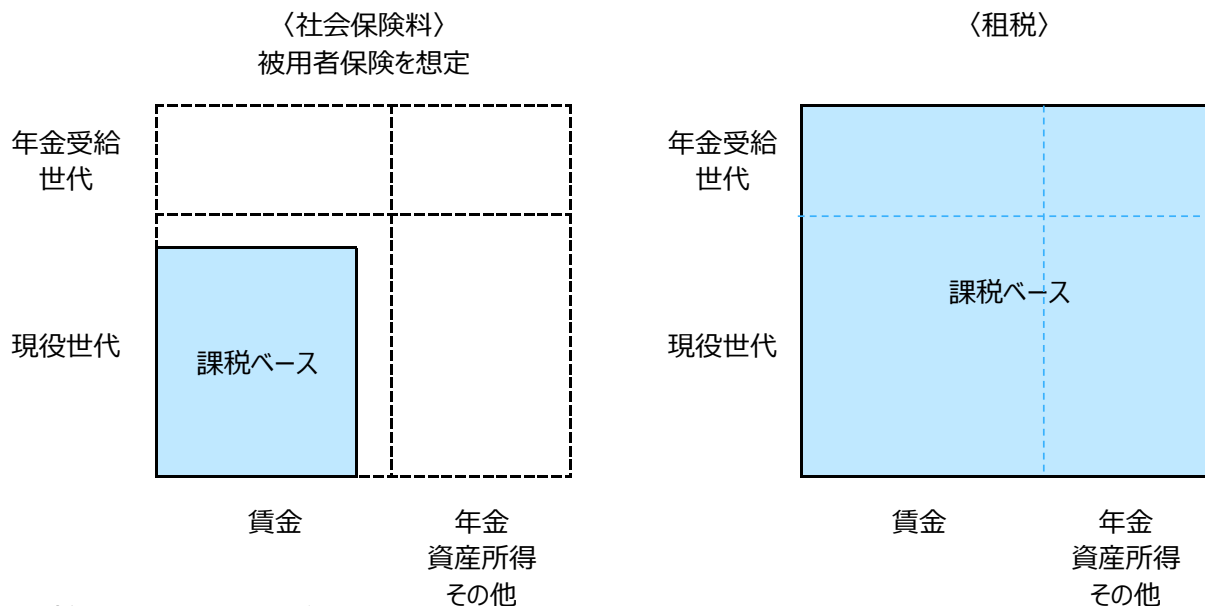 〈社会保険料〉
被用者保険を想定
年金受給
世代
現役世代
課税ベース
賃金
年金
資産所得
その他
〈租税〉
年金受給
世代
現役世代
課税ベース
賃金
年金
資産所得
その他